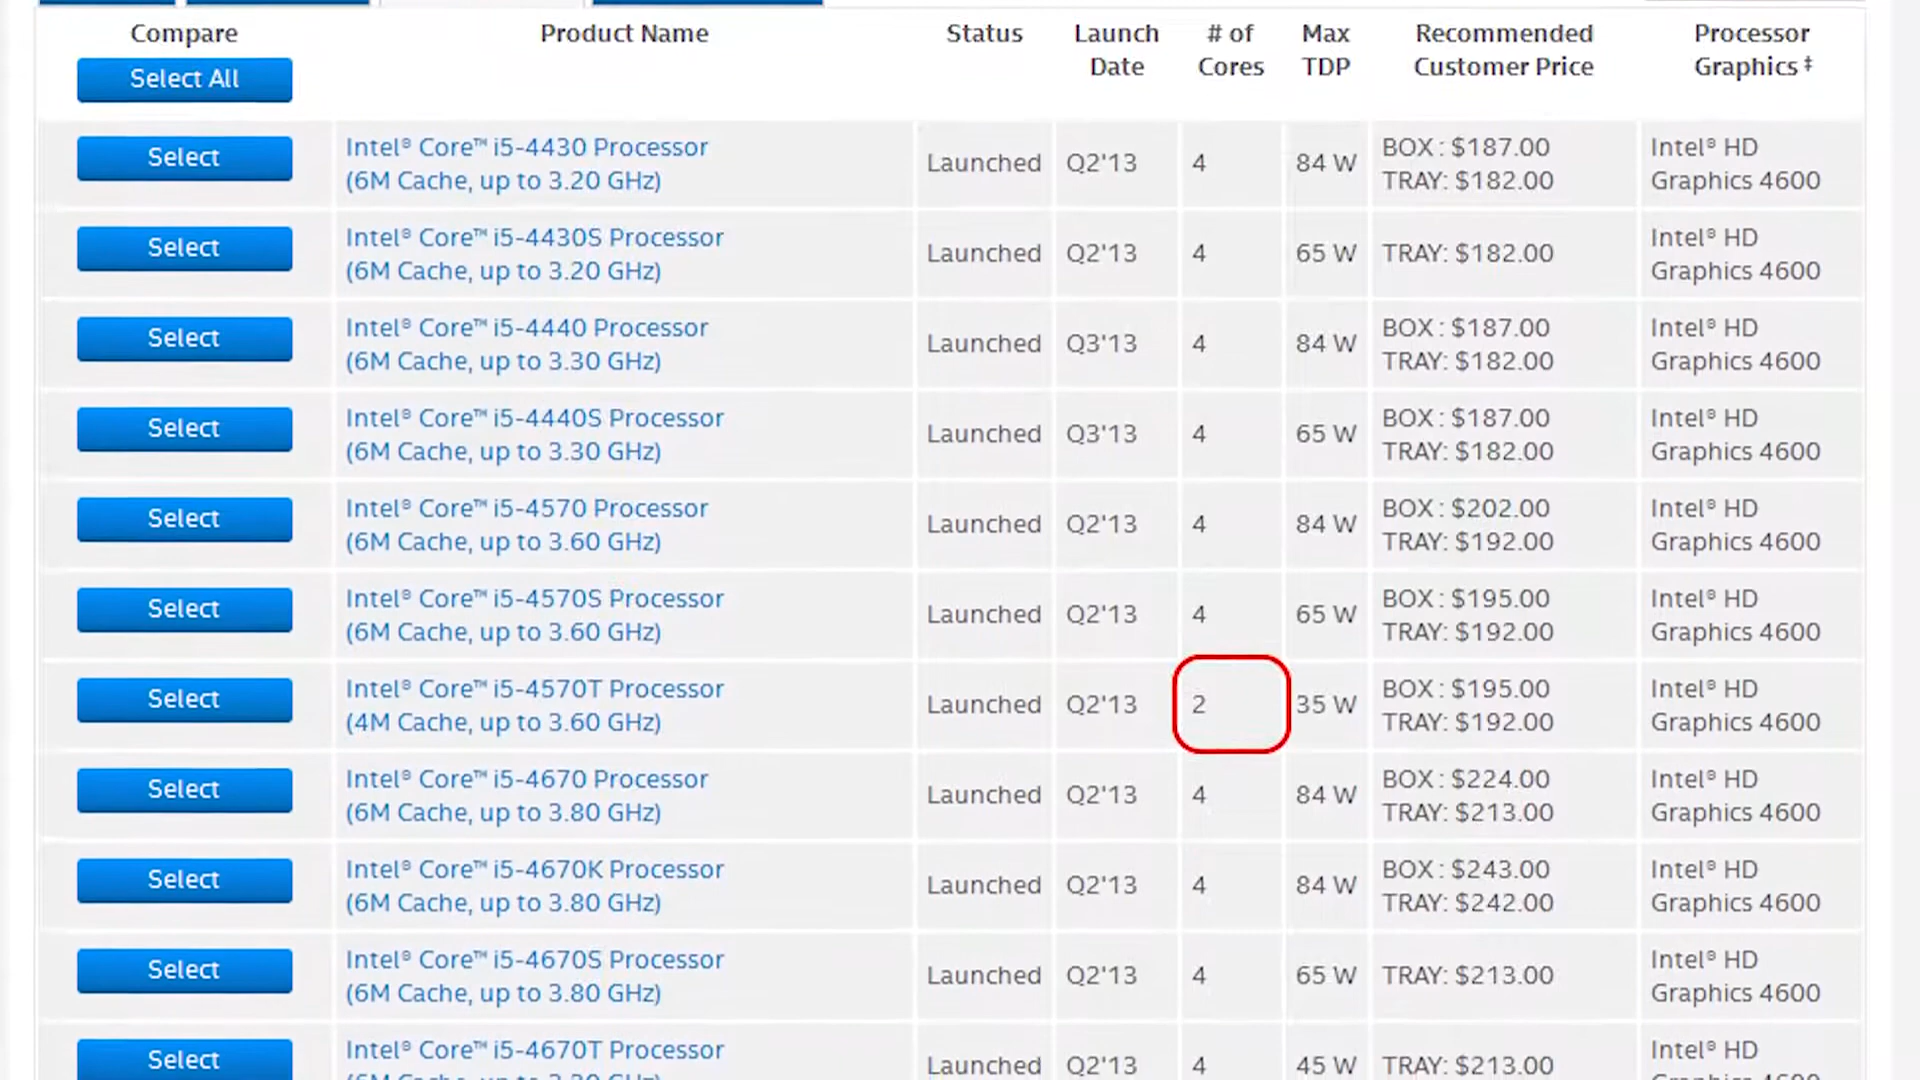 Compare Product Name Status Launch Date # of Cores Max TDP Recommended Customer Price Processor Graphics ‡
Select All
Select Intel® Core™ i5-4430 Processor (6M Cache, up to 3.20 GHz) Launched Q2'13 4 84 W BOX : $187.00 TRAY: $182.00 Intel® HD Graphics 4600
Select Intel® Core™ i5-4430S Processor (6M Cache, up to 3.20 GHz) Launched Q2'13 4 65 W TRAY: $182.00 Intel® HD Graphics 4600
Select Intel® Core™ i5-4440 Processor (6M Cache, up to 3.30 GHz) Launched Q3'13 4 84 W BOX : $187.00 TRAY: $182.00 Intel® HD Graphics 4600
Select Intel® Core™ i5-4440S Processor (6M Cache, up to 3.30 GHz) Launched Q3'13 4 65 W BOX : $187.00 TRAY: $182.00 Intel® HD Graphics 4600
Select Intel® Core™ i5-4570 Processor (6M Cache, up to 3.60 GHz) Launched Q2'13 4 84 W BOX : $202.00 TRAY: $192.00 Intel® HD Graphics 4600
Select Intel® Core™ i5-4570S Processor (6M Cache, up to 3.60 GHz) Launched Q2'13 4 65 W BOX : $195.00 TRAY: $192.00 Intel® HD Graphics 4600
Select Intel® Core™ i5-4570T Processor (4M Cache, up to 3.60 GHz) Launched Q2'13 2 35 W BOX : $195.00 TRAY: $192.00 Intel® HD Graphics 4600
Select Intel® Core™ i5-4670 Processor (6M Cache, up to 3.80 GHz) Launched Q2'13 4 84 W BOX : $224.00 TRAY: $213.00 Intel® HD Graphics 4600
Select Intel® Core™ i5-4670K Processor (6M Cache, up to 3.80 GHz) Launched Q2'13 4 84 W BOX : $243.00 TRAY: $242.00 Intel® HD Graphics 4600
Select Intel® Core™ i5-4670S Processor (6M Cache, up to 3.80 GHz) Launched Q2'13 4 65 W TRAY: $213.00 Intel® HD Graphics 4600
Select Intel® Core™ i5-4670T Processor Launched Q2'13 4 45 W TRAY: $213.00 Intel® HD